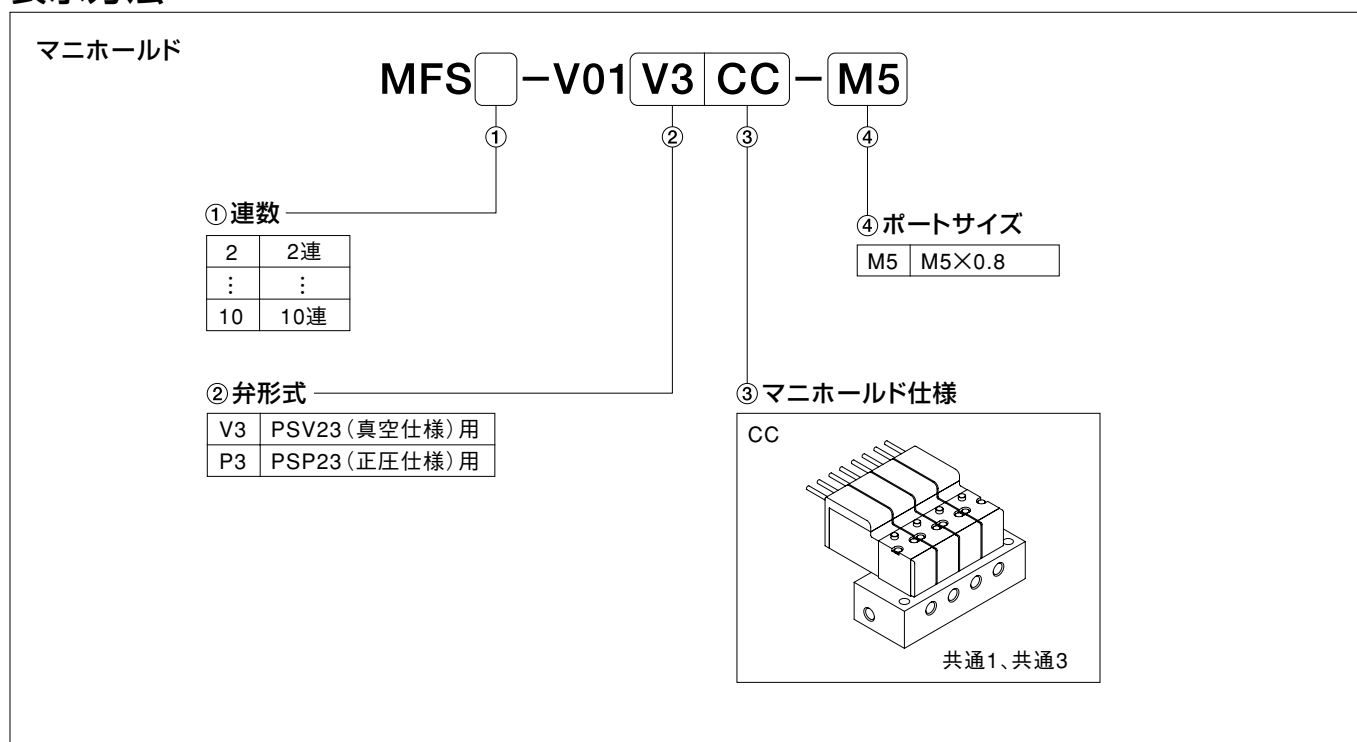 マニホールド
MFS□－V01 V3 CC－M5
① ② ③ ④
①連数
2 2連
⋮ ⋮
10 10連
④ポートサイズ
M5 M5×0.8
②弁形式
V3 PSV23（真空仕様）用
P3 PSP23（正圧仕様）用
③マニホールド仕様
CC
共通1、共通3